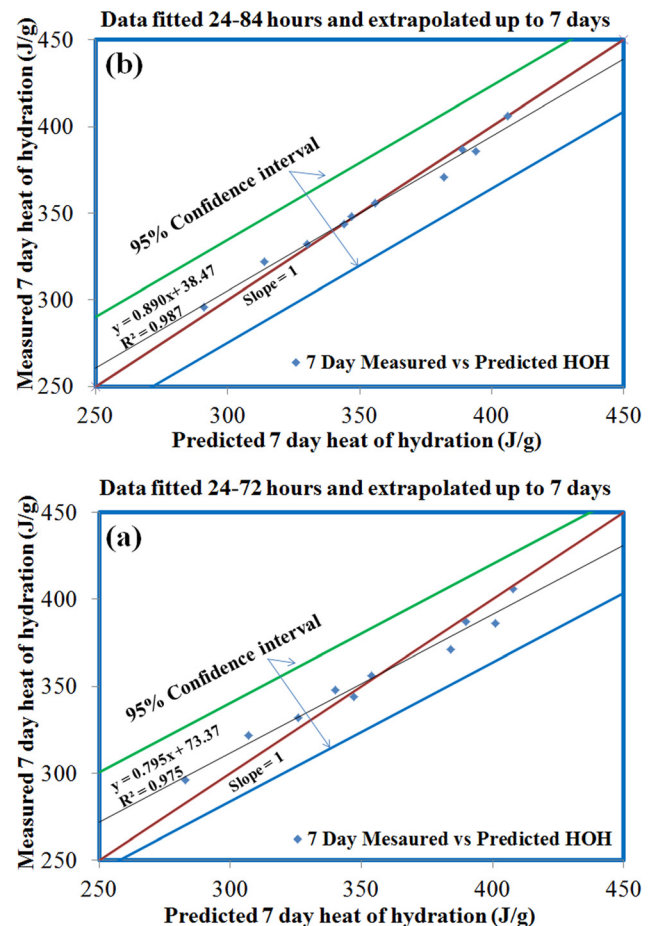 Data fitted 24-84 hours and extrapolated up to 7 days
(b)
450
400
350
300
250
Measured 7 day heat of hydration (J/g)
95% Confidence interval
y = 0.890x+ 38.47
R² = 0.987
Slope = 1
7 Day Measured vs Predicted HOH
250 300 350 400 450
Predicted 7 day heat of hydration (J/g)
Data fitted 24-72 hours and extrapolated up to 7 days
(a)
450
400
350
300
250
Measured 7 day heat of hydration (J/g)
95% Confidence interval
y = 0.795x+ 73.37
R² = 0.975
Slope = 1
7 Day Mesaured vs Predicted HOH
250 300 350 400 450
Predicted 7 day heat of hydration (J/g)